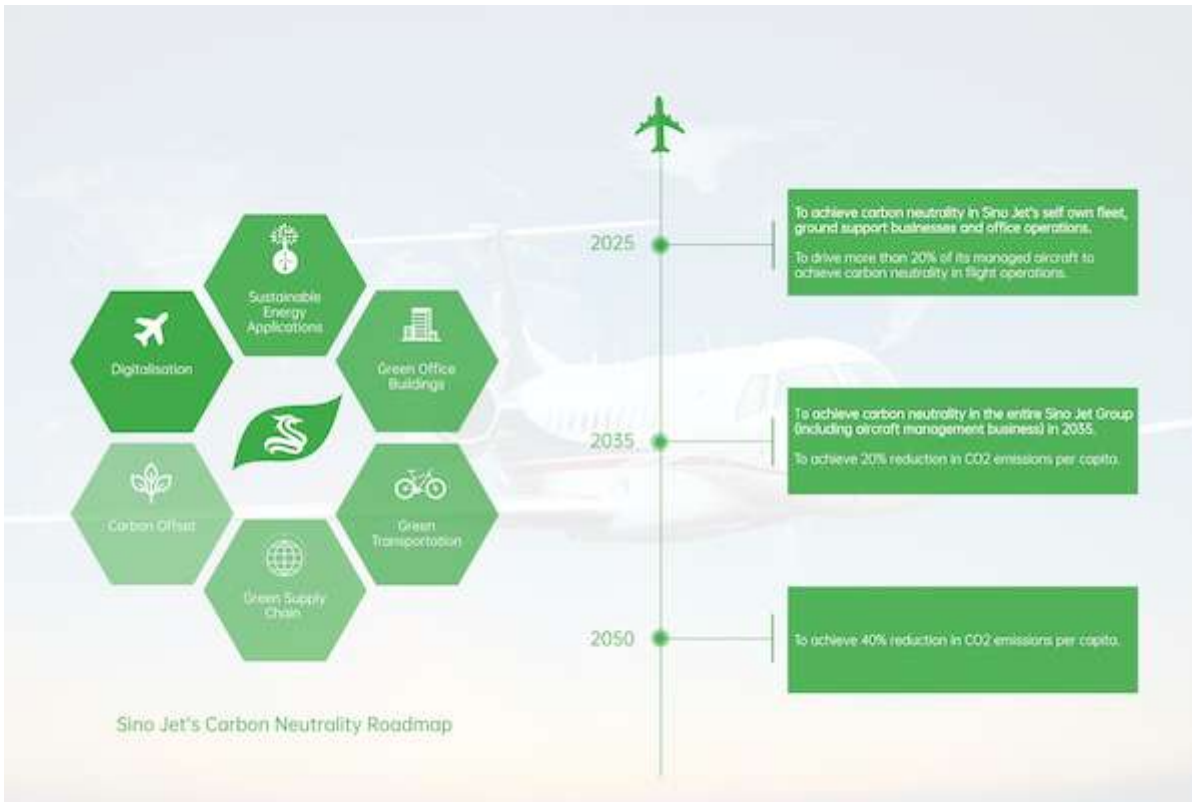 Sustainable
Energy
Applications
Digitalisation
Green Office
Buildings
Carbon Offset
Green
Transportation
Green Supply
Chain
Sino Jet's Carbon Neutrality Roadmap
2025
To achieve carbon neutrality in Sino Jet's self own fleet,
ground support businesses and office operations.
To drive more than 20% of its managed aircraft to
achieve carbon neutrality in flight operations.
2035
To achieve carbon neutrality in the entire Sino Jet Group
(including aircraft management business) in 2035.
To achieve 20% reduction in CO2 emissions per capita.
2050
To achieve 40% reduction in CO2 emissions per capita.